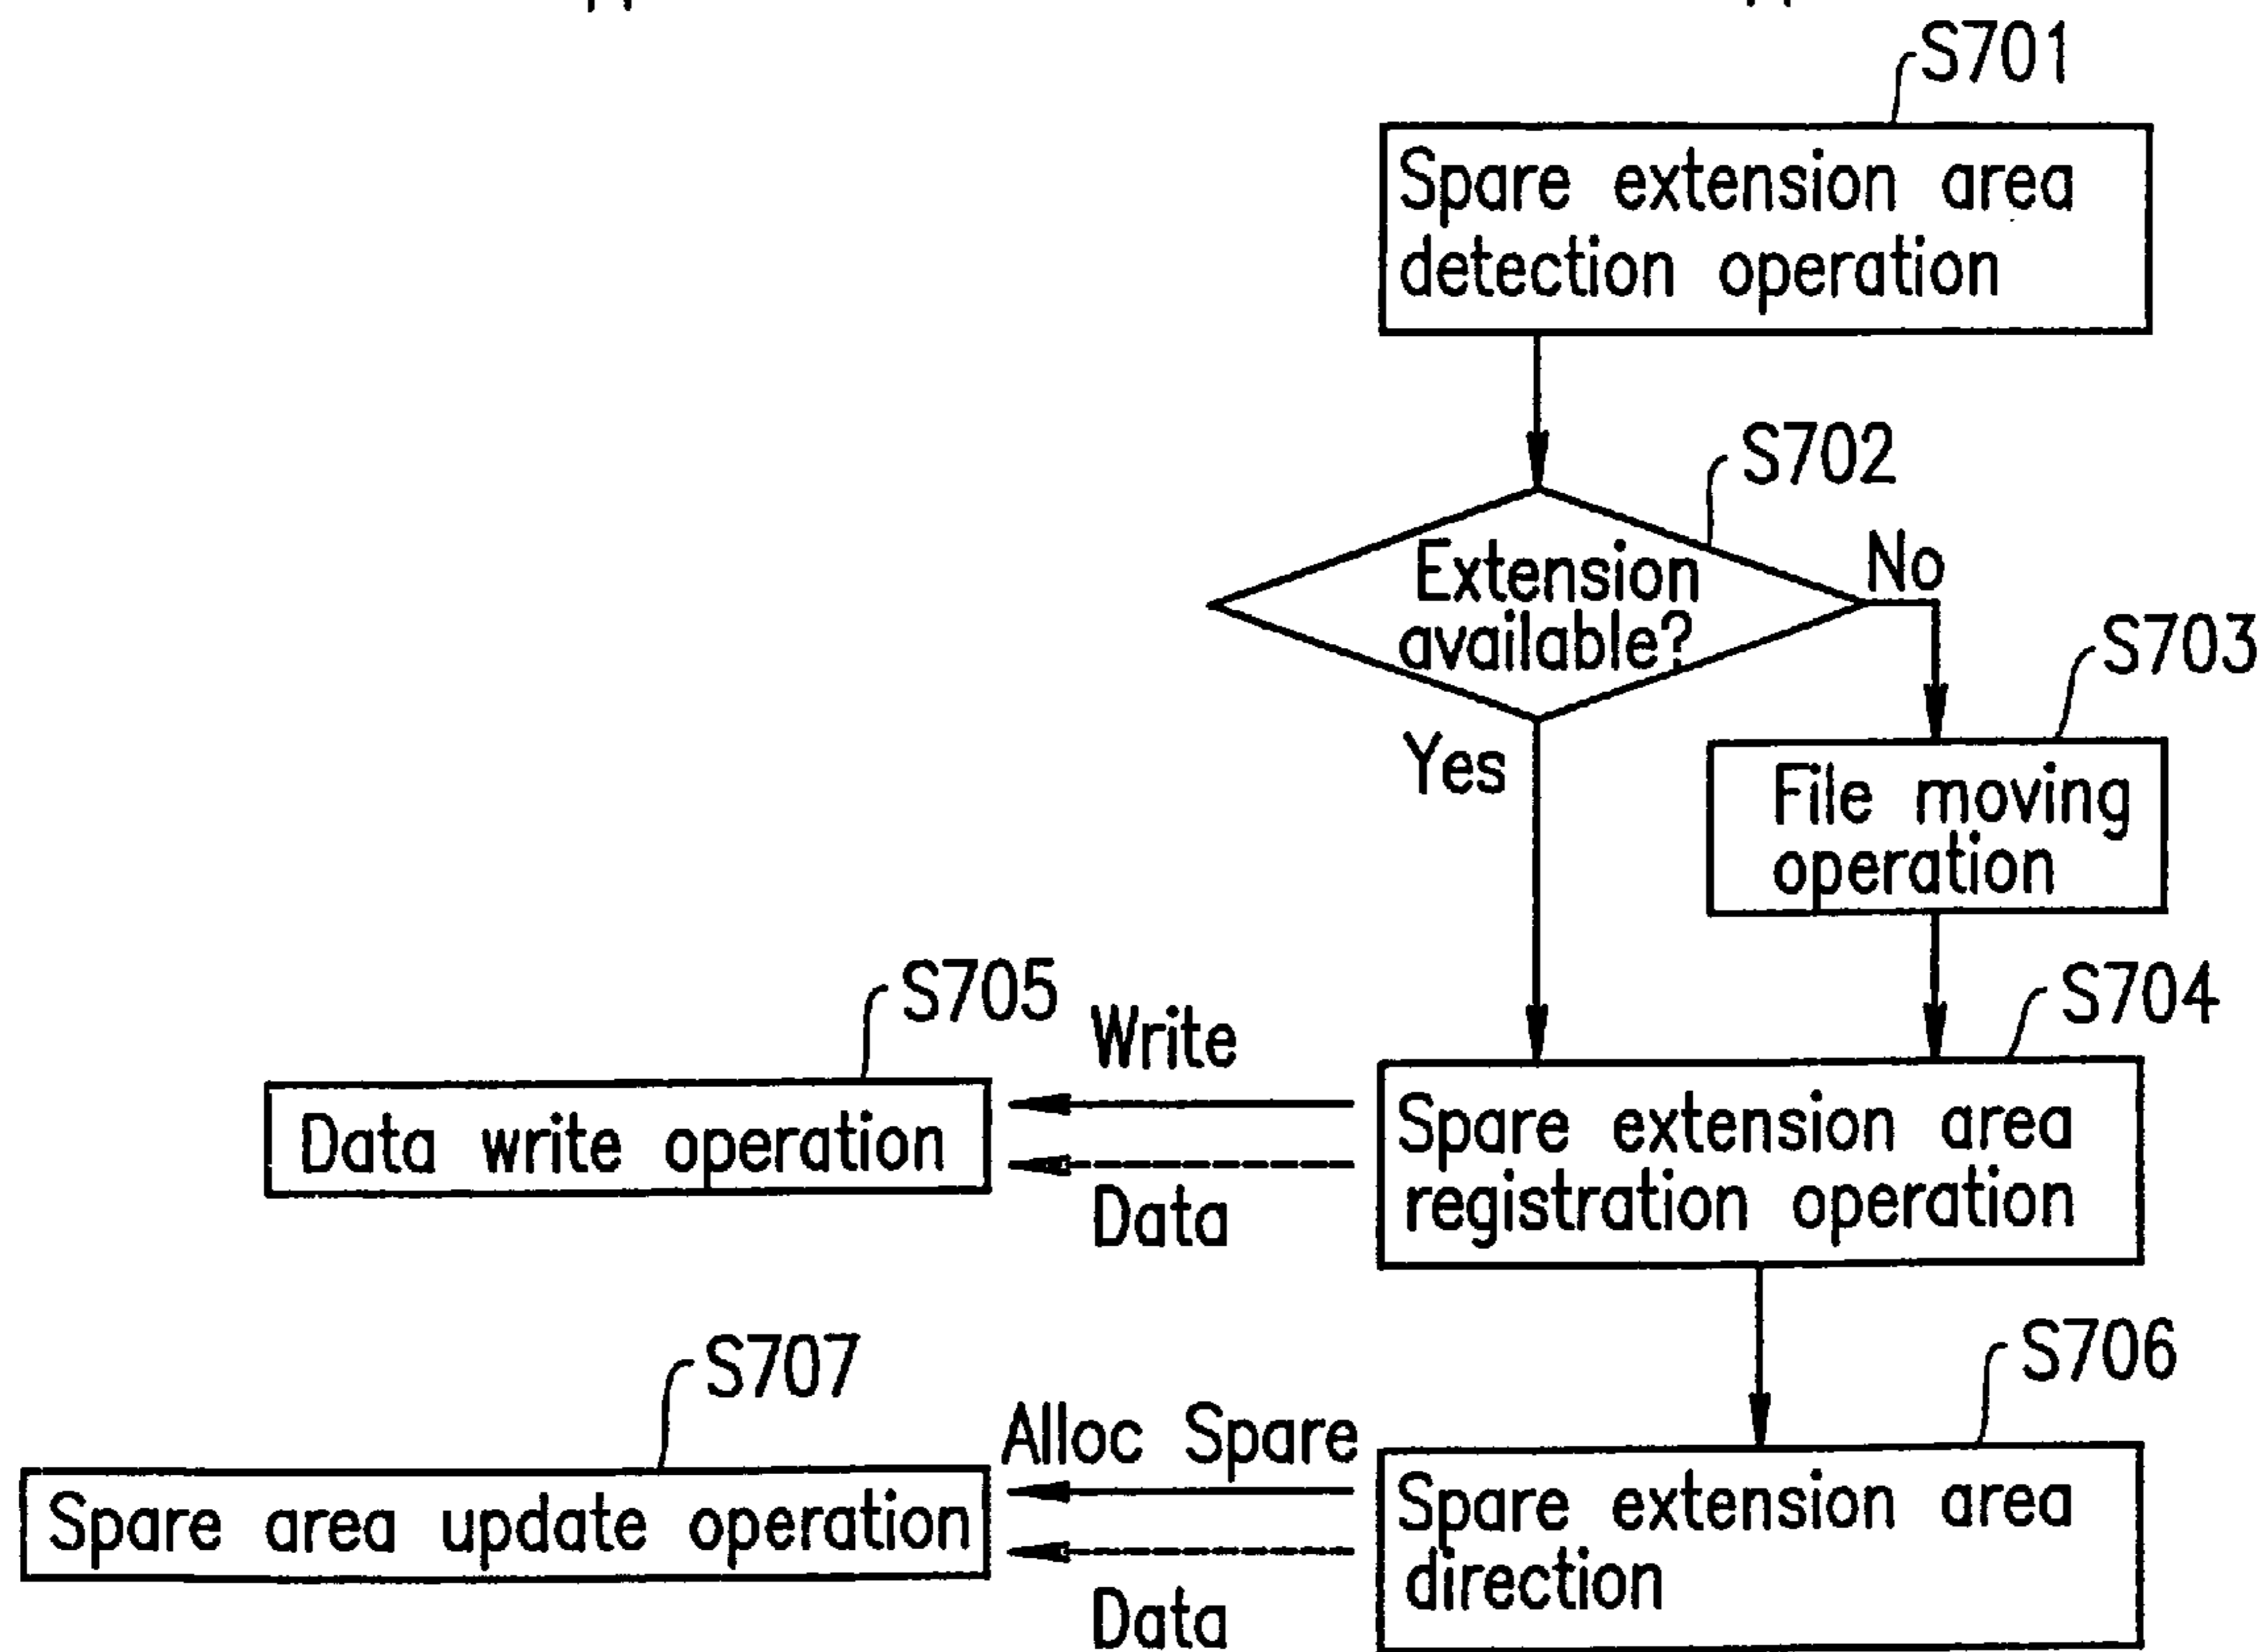 S701
Spare extension area
detection operation
S702
Extension
available?
No
Yes
S703
File moving
operation
S705
Write
Data write operation
Data
S704
Spare extension area
registration operation
S707
Alloc Spare
Spare area update operation
Data
S706
Spare extension area
direction